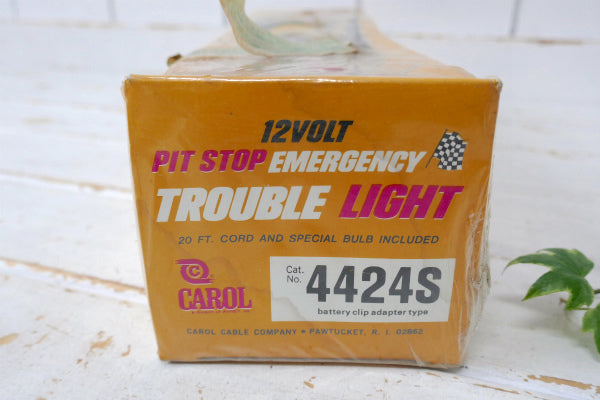 12VOLT
PIT STOP EMERGENCY
TROUBLE LIGHT
20 FT. CORD AND SPECIAL BULB INCLUDED
C
CAROL
Cat. No. 4424S
battery clip adapter type
CAROL CABLE COMPANY • PAWTUCKET, R. I. 02862